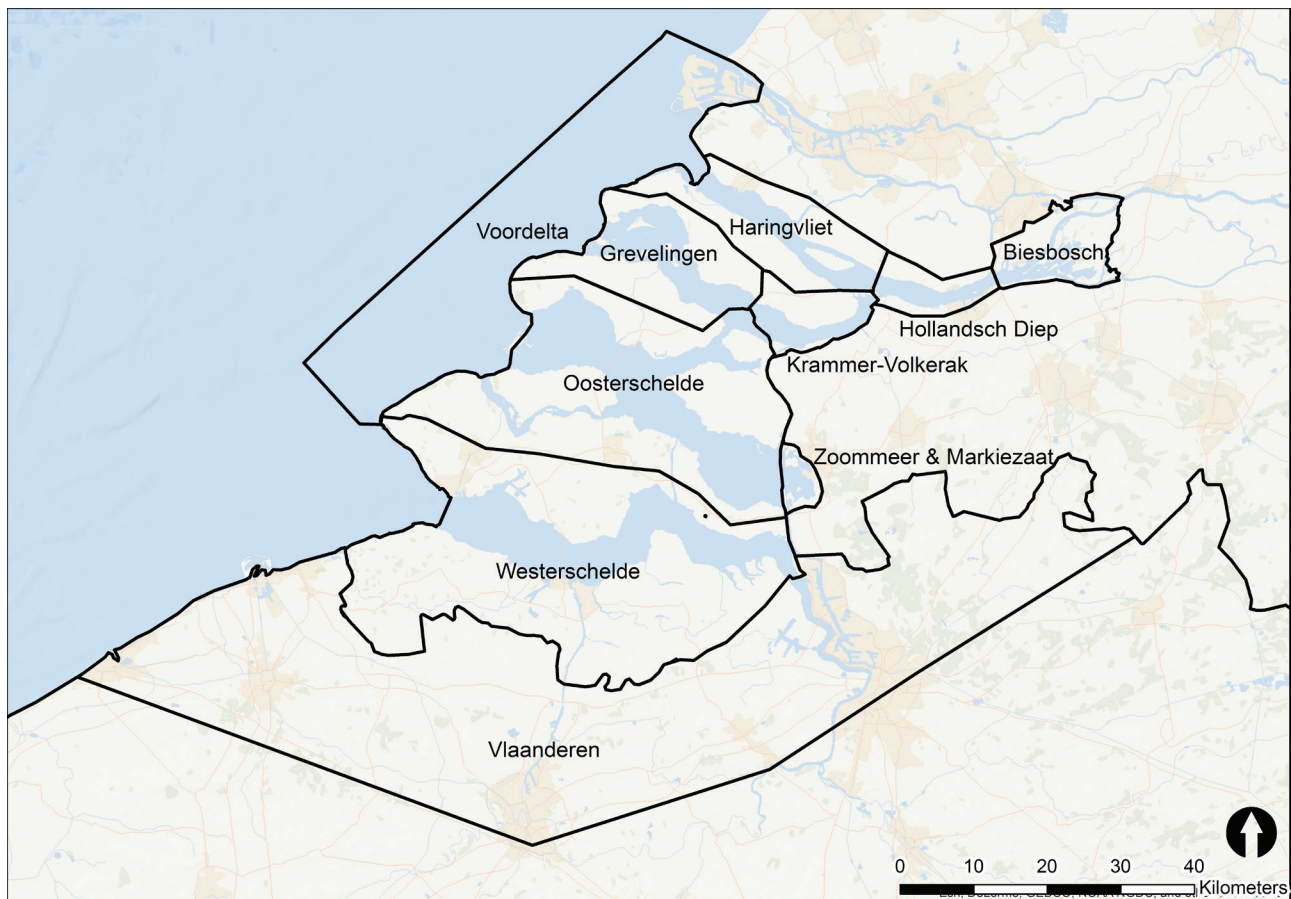 Voordelta
Haringvliet
Grevelingen
Biesbosch
Hollandsch Diep
Krammer-Volkerak
Oosterschelde
Zoommeer & Markiezaat
Westerschelde
Vlaanderen
0 10 20 30 40
Kilometers